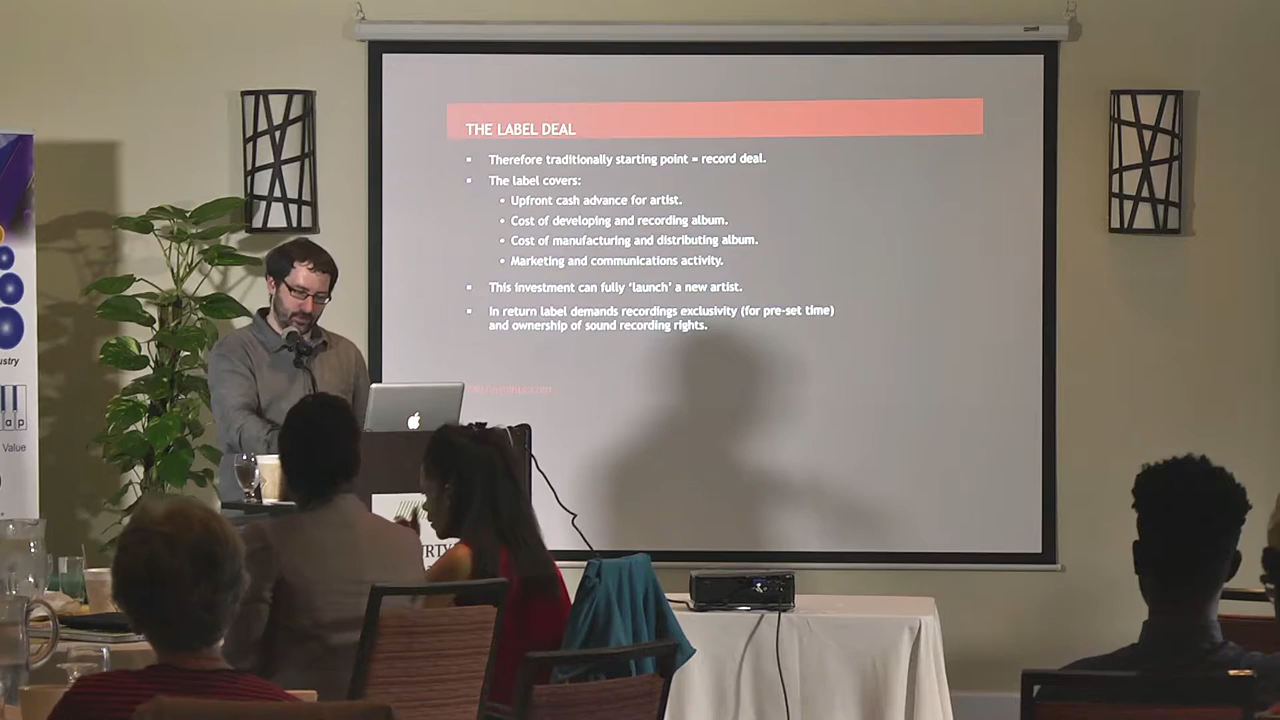 THE LABEL DEAL
Therefore traditionally starting point = record deal.
The label covers:
Upfront cash advance for artist.
Cost of developing and recording album.
Cost of manufacturing and distributing album.
Marketing and communications activity.
This investment can fully ‘launch’ a new artist.
In return label demands recordings exclusivity (for pre-set time)
and ownership of sound recording rights.
ap
Value